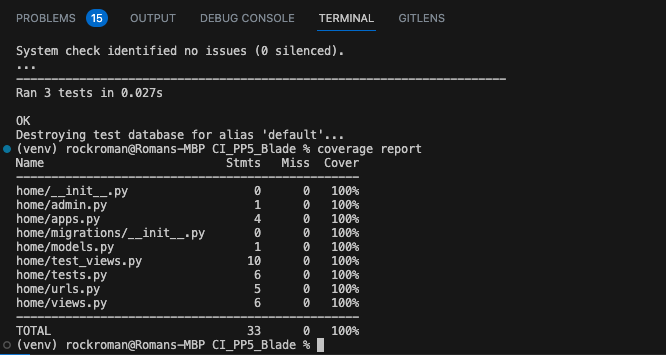 PROBLEMS 15 OUTPUT DEBUG CONSOLE TERMINAL GITLENS
System check identified no issues (0 silenced).
...
----------------------------------------------------------------------
Ran 3 tests in 0.027s
OK
Destroying test database for alias 'default'...
(venv) rockroman@Romans-MBP CI_PP5_Blade % coverage report
Name                          Stmts   Miss  Cover
-------------------------------------------------
home/__init__.py                  0      0   100%
home/admin.py                     1      0   100%
home/apps.py                      4      0   100%
home/migrations/__init__.py       0      0   100%
home/models.py                    1      0   100%
home/test_views.py               10      0   100%
home/tests.py                     6      0   100%
home/urls.py                      5      0   100%
home/views.py                     6      0   100%
-------------------------------------------------
TOTAL                            33      0   100%
(venv) rockroman@Romans-MBP CI_PP5_Blade %